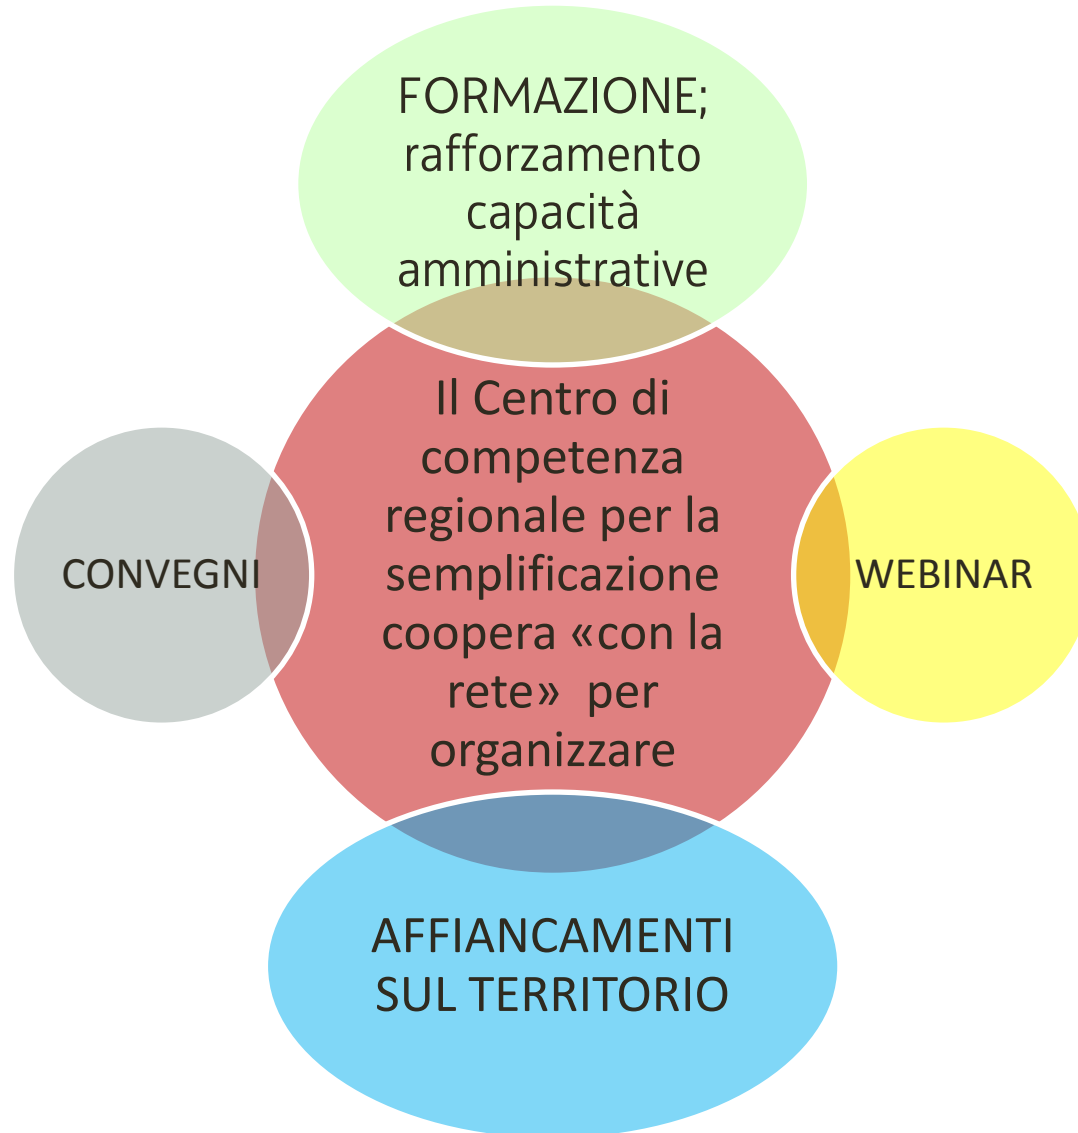 FORMAZIONE;
rafforzamento
capacità
amministrative
Il Centro di
competenza
regionale per la
semplificazione
coopera «con la
rete»  per
organizzare
CONVEGNI
WEBINAR
AFFIANCAMENTI
SUL TERRITORIO